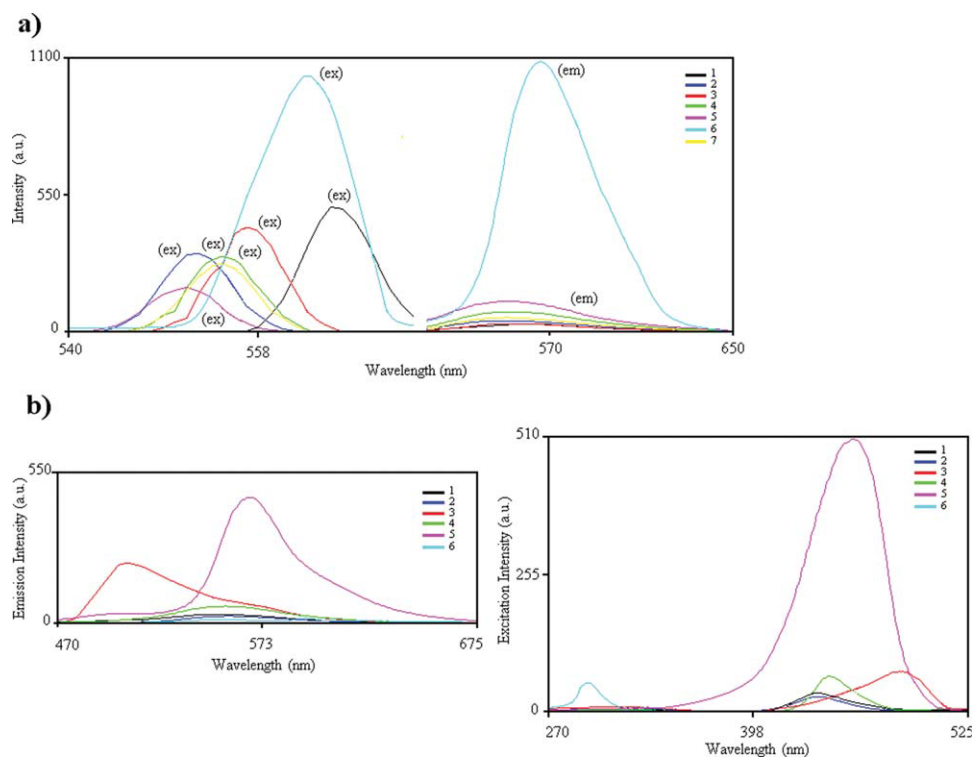 a)
1100
550
0
Intensity (a.u.)
(ex)
(em)
(ex)
(ex)
(ex)
(ex)
(ex)
(ex)
(em)
1
2
3
4
5
6
7
540
558
570
650
Wavelength (nm)
b)
550
0
Emission Intensity (a.u.)
1
2
3
4
5
6
470
573
675
Wavelength (nm)
510
255
0
Excitation Intensity (a.u.)
1
2
3
4
5
6
270
398
525
Wavelength (nm)